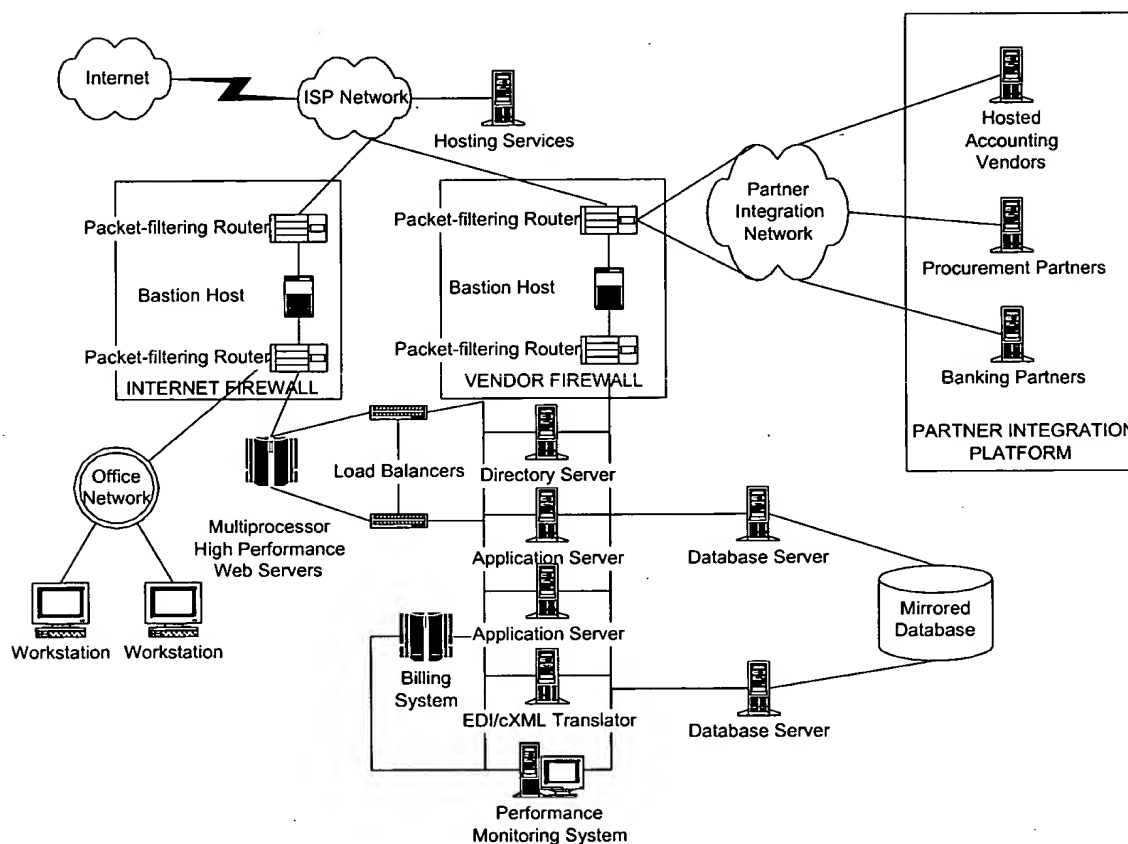 Internet
ISP Network
Hosting Services
Hosted
Accounting
Vendors
Partner
Integration
Network
Procurement Partners
Banking Partners
PARTNER INTEGRATION
PLATFORM
Packet-filtering Router
Bastion Host
Packet-filtering Router
INTERNET FIREWALL
Packet-filtering Router
Bastion Host
Packet-filtering Router
VENDOR FIREWALL
Office
Network
Workstation
Workstation
Multiprocessor
High Performance
Web Servers
Load Balancers
Directory Server
Application Server
Application Server
Billing
System
EDI/cXML Translator
Performance
Monitoring System
Database Server
Database Server
Mirrored
Database